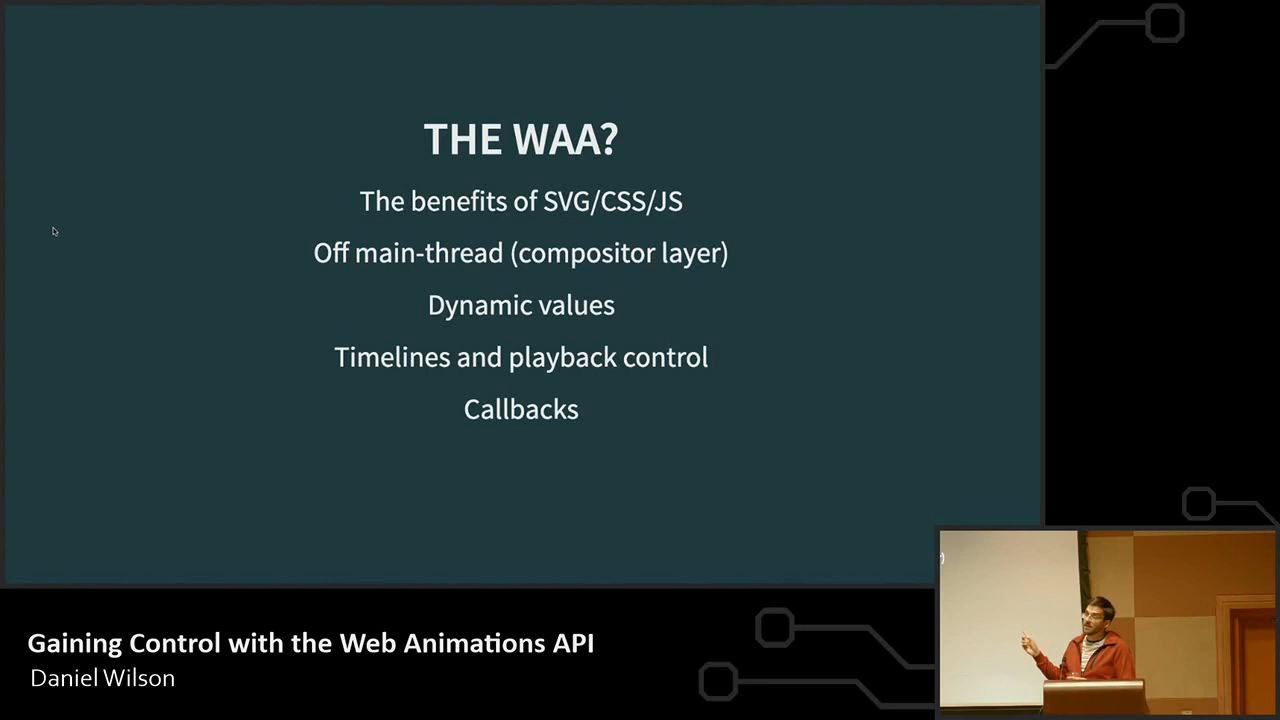 THE WAA?
The benefits of SVG/CSS/JS
Off main-thread (compositor layer)
Dynamic values
Timelines and playback control
Callbacks
Gaining Control with the Web Animations API
Daniel Wilson